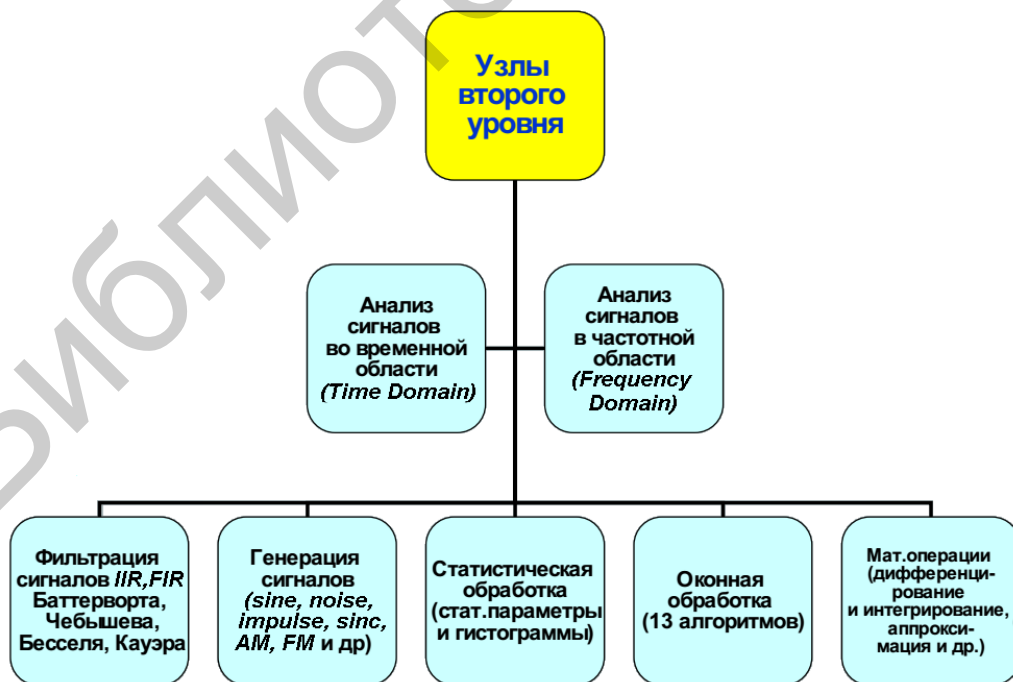 Узлы
второго
уровня
Анализ
сигналов
во временной
области
(Time Domain)
Анализ
сигналов
в частотной
области
(Frequency
Domain)
Фильтрация
сигналов IIR,FIR
Баттерворта,
Чебышева,
Бесселя, Кауэра
Генерация
сигналов
(sine, noise,
impulse, sinc,
AM, FM и др)
Статистическая
обработка
(стат.параметры
и гистограммы)
Оконная
обработка
(13 алгоритмов)
Мат.операции
(дифференци-
рование
и интегрирование,
аппрокси-
мация и др.)